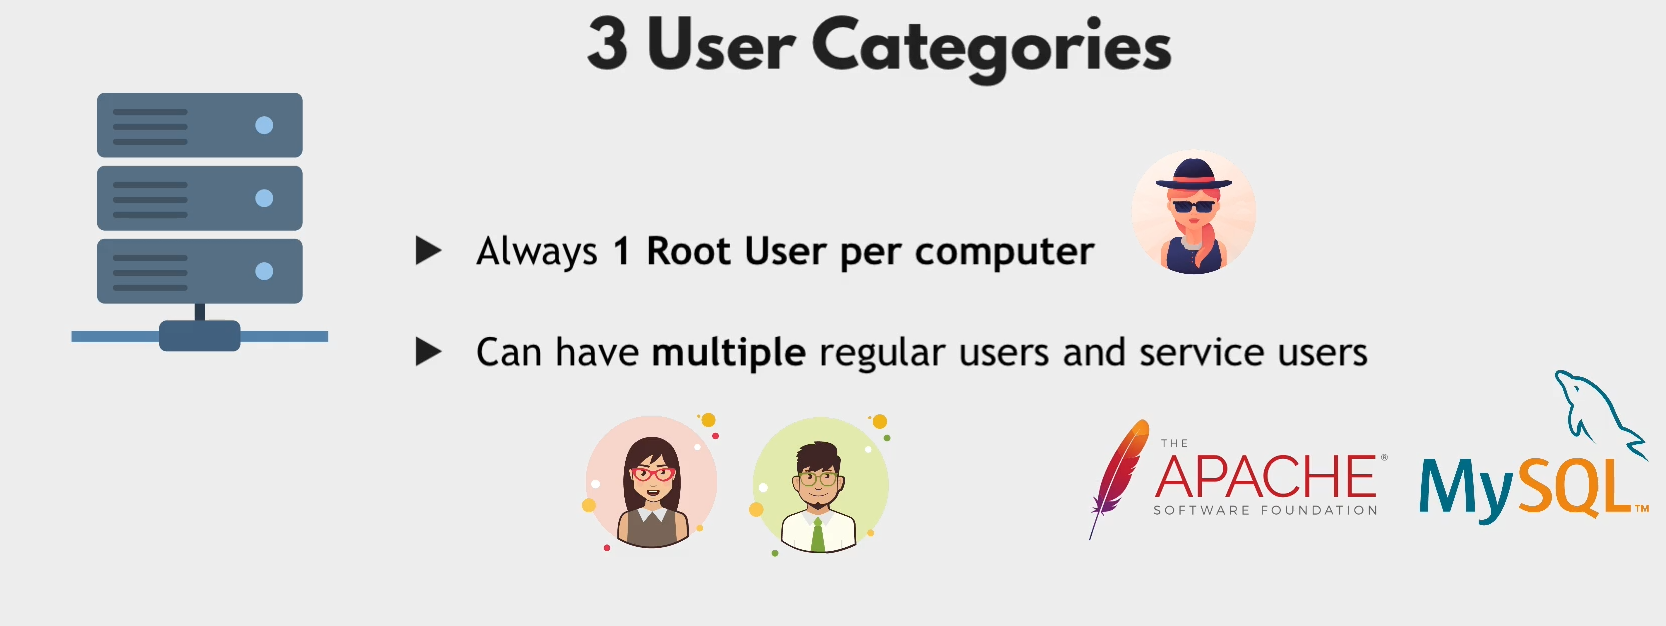 3 User Categories
Always 1 Root User per computer
Can have multiple regular users and service users
THE
APACHE®
SOFTWARE FOUNDATION
MySQL™